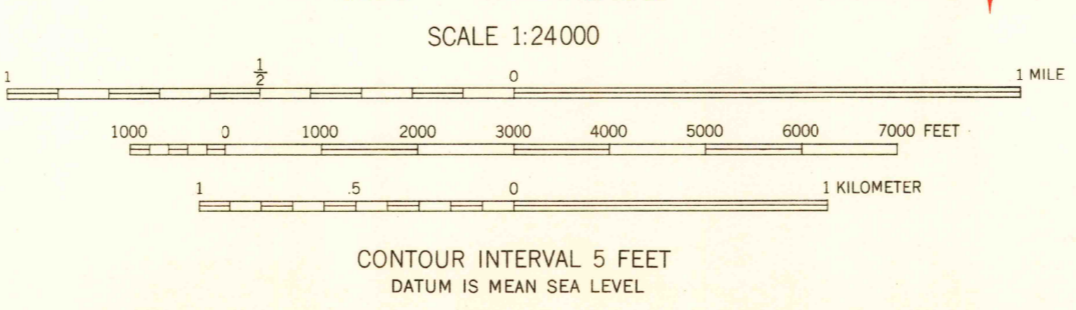 SCALE 1:24000
1 1/2 0 1 MILE
1000 0 1000 2000 3000 4000 5000 6000 7000 FEET
1 .5 0 1 KILOMETER
CONTOUR INTERVAL 5 FEET
DATUM IS MEAN SEA LEVEL